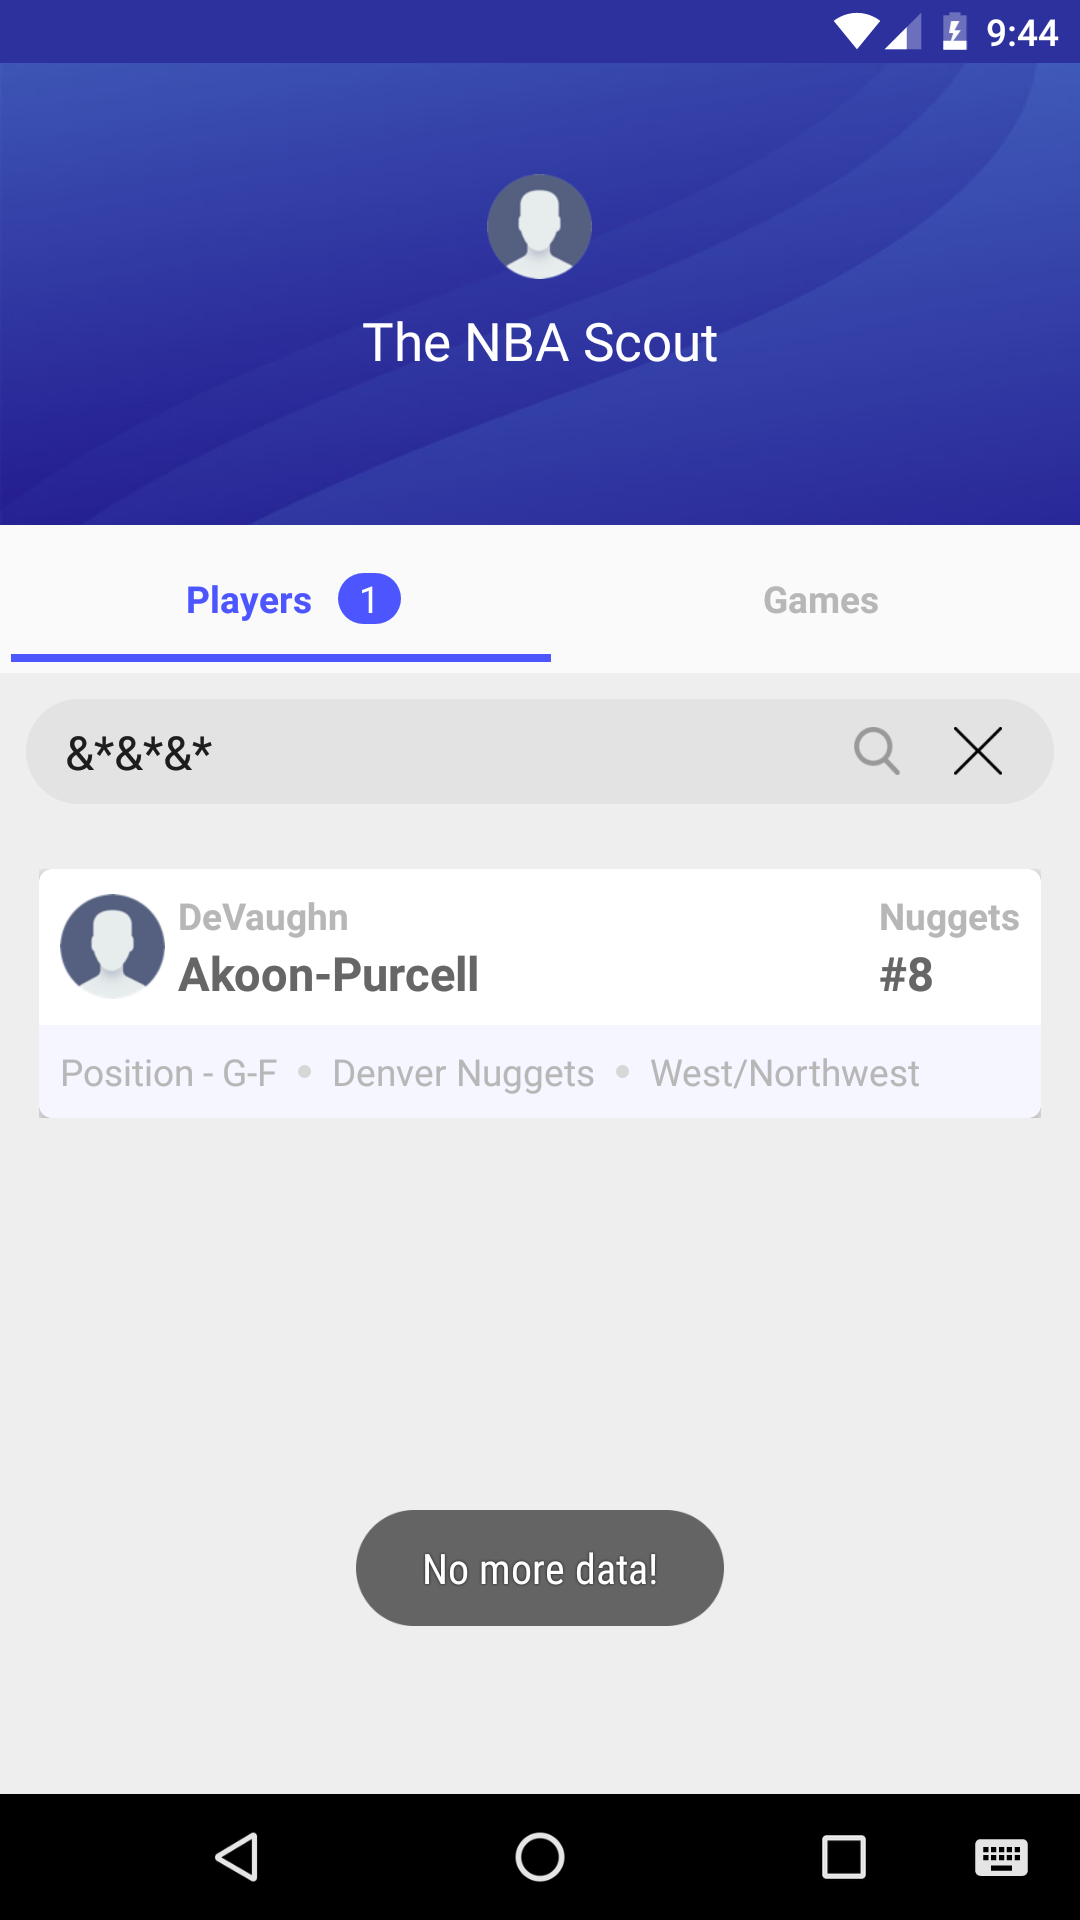 9:44
The NBA Scout
Players 1 Games
&*&*&*
DeVaughn Nuggets
Akoon-Purcell #8
Position - G-F • Denver Nuggets • West/Northwest
No more data!